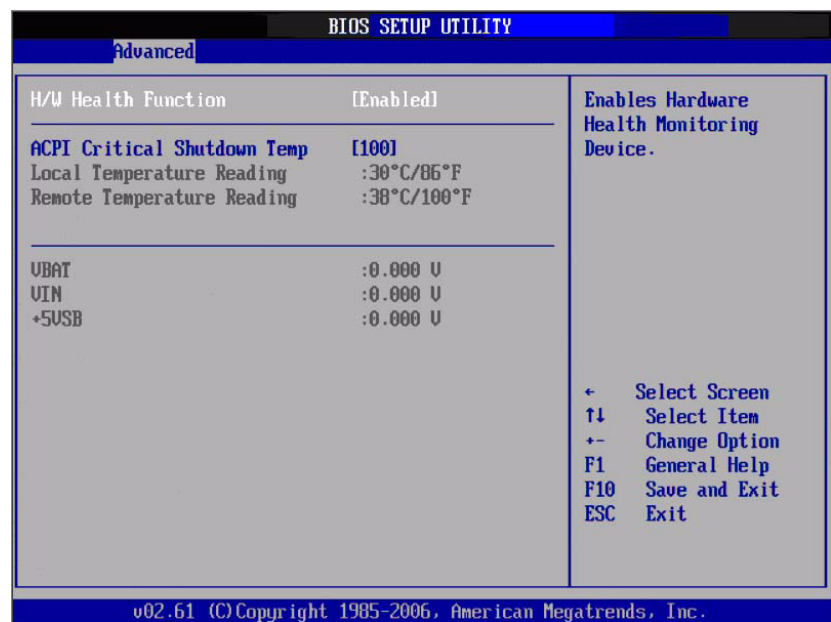 BIOS SETUP UTILITY
Advanced
H/W Health Function [Enabled]
ACPI Critical Shutdown Temp [100]
Local Temperature Reading :30°C/86°F
Remote Temperature Reading :38°C/100°F
VBAT :0.000 V
VIN :0.000 V
+5VSB :0.000 V
Enables Hardware
Health Monitoring
Device.
← Select Screen
↑↓ Select Item
+- Change Option
F1 General Help
F10 Save and Exit
ESC Exit
v02.61 (C)Copyright 1985-2006, American Megatrends, Inc.